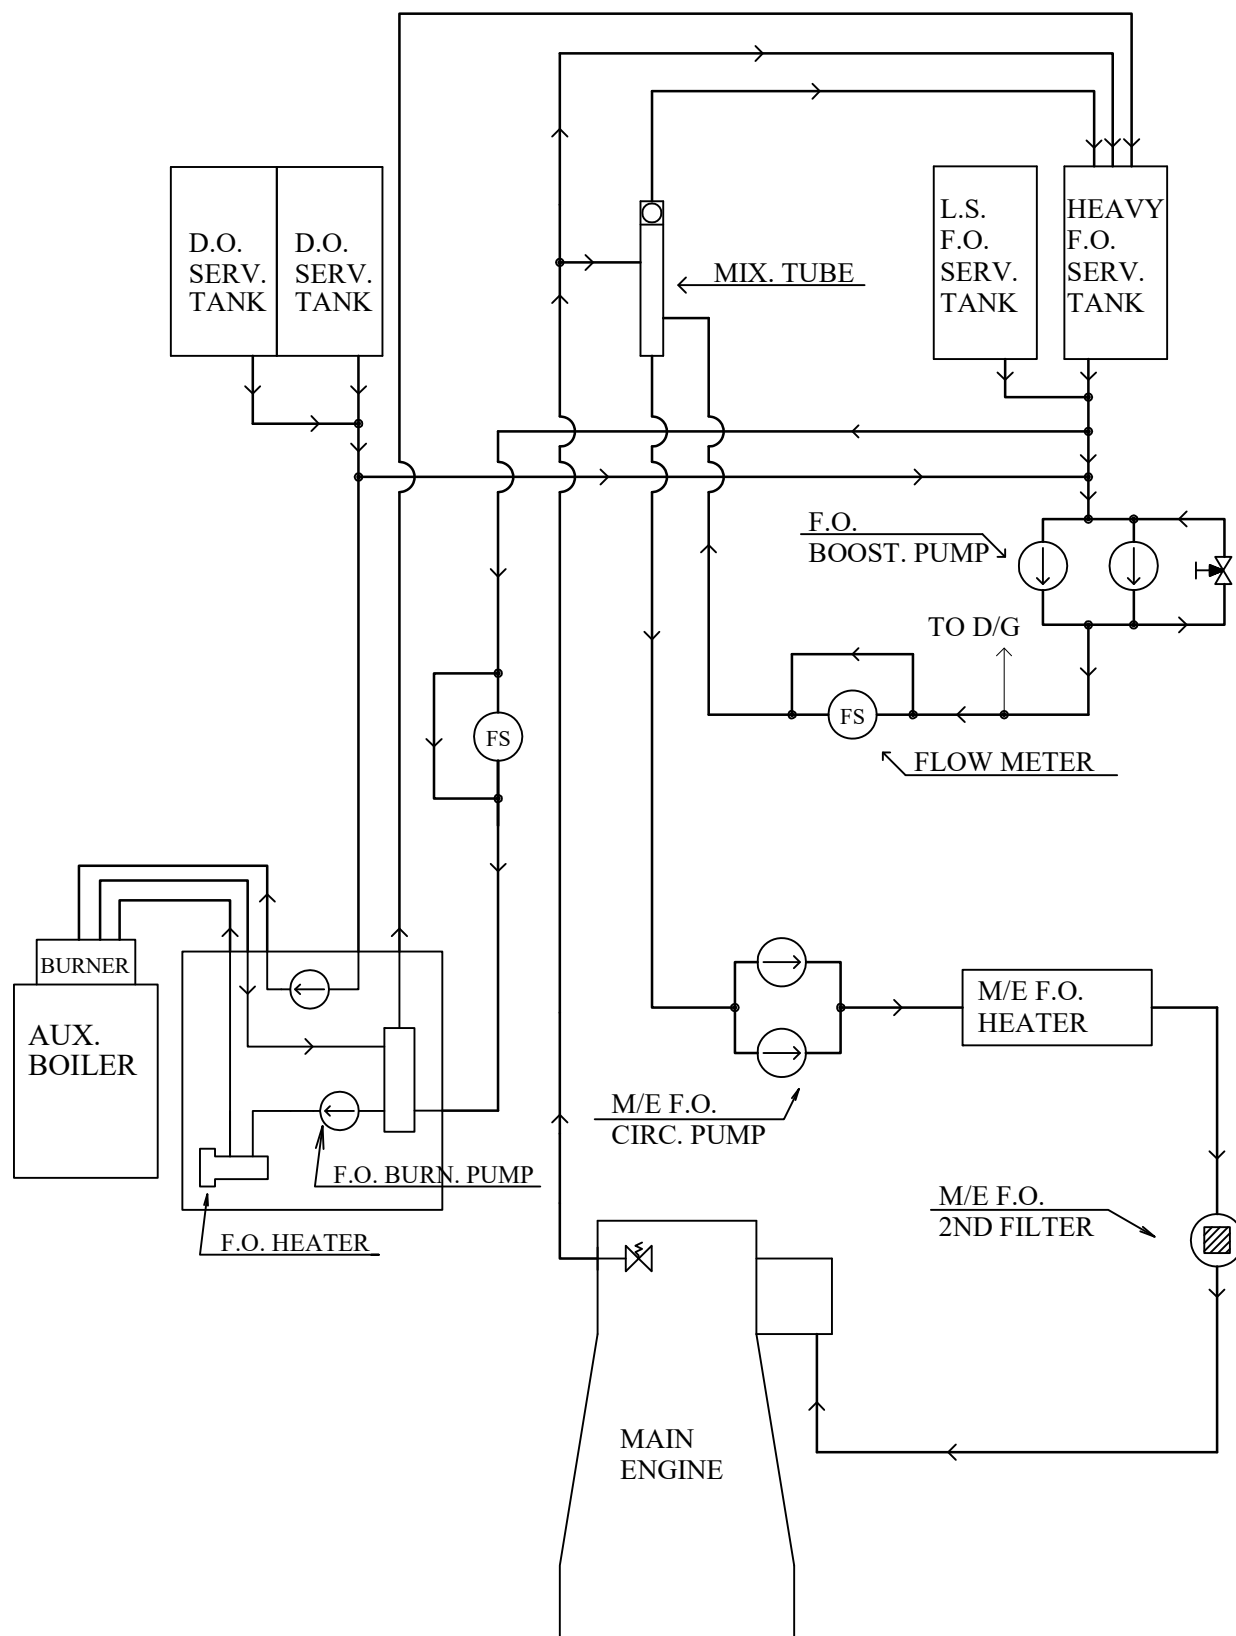 D.O.
SERV.
TANK
D.O.
SERV.
TANK
MIX. TUBE
L.S.
F.O.
SERV.
TANK
HEAVY
F.O.
SERV.
TANK
F.O.
BOOST. PUMP
TO D/G
FS
FLOW METER
FS
BURNER
AUX.
BOILER
M/E F.O.
HEATER
M/E F.O.
CIRC. PUMP
F.O. BURN. PUMP
F.O. HEATER
M/E F.O.
2ND FILTER
MAIN
ENGINE